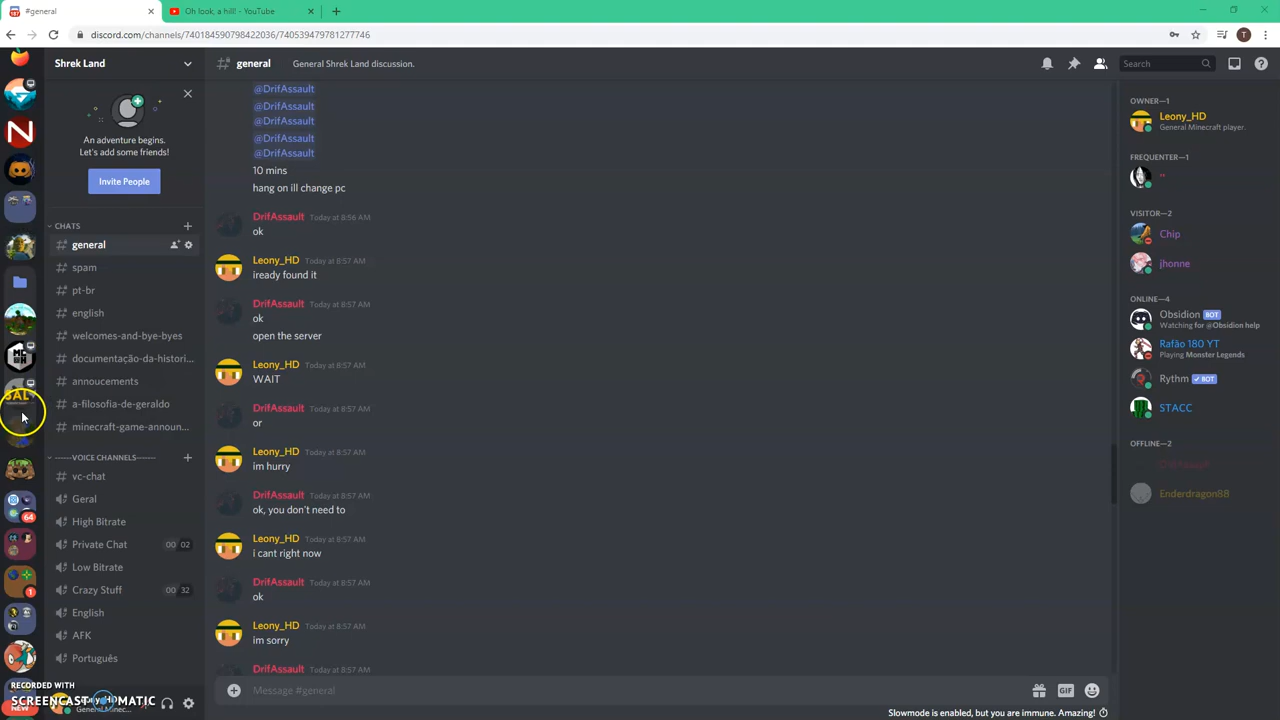 #general
Oh look, a hill! - YouTube
discord.com/channels/740184590798422036/740539479781277746
T
Shrek Land
general
General Shrek Land discussion.
Search
An adventure begins.
Let's add some friends!
Invite People
CHATS
general
spam
pt-br
english
welcomes-and-bye-byes
documentação-da-histori...
annoucements
a-filosofia-de-geraldo
minecraft-game-announ...
------VOICE CHANNELS-----
vc-chat
Geral
High Bitrate
Private Chat 00 02
Low Bitrate
Crazy Stuff 00 32
English
AFK
Português
N
SAL
64
1
NEW
RECORDED WITH
SCREENCAST MATIC
@DrifAssault
@DrifAssault
@DrifAssault
@DrifAssault
@DrifAssault
10 mins
hang on ill change pc
DrifAssault Today at 8:56 AM
ok
Leony_HD Today at 8:57 AM
iready found it
DrifAssault Today at 8:57 AM
ok
open the server
Leony_HD Today at 8:57 AM
WAIT
DrifAssault Today at 8:57 AM
or
Leony_HD Today at 8:57 AM
im hurry
DrifAssault Today at 8:57 AM
ok, you don't need to
Leony_HD Today at 8:57 AM
i cant right now
DrifAssault Today at 8:57 AM
ok
Leony_HD Today at 8:57 AM
im sorry
DrifAssault Today at 8:57 AM
Message #general
GIF
Slowmode is enabled, but you are immune. Amazing!
OWNER—1
Leony_HD
General Minecraft player.
FREQUENTER—1
''
VISITOR—2
Chip
jhonne
ONLINE—4
Obsidion BOT
Watching for @Obsidion help
Rafão 180 YT
Playing Monster Legends
Rythm BOT
STACC
OFFLINE—2
DrifAssault
Enderdragon88